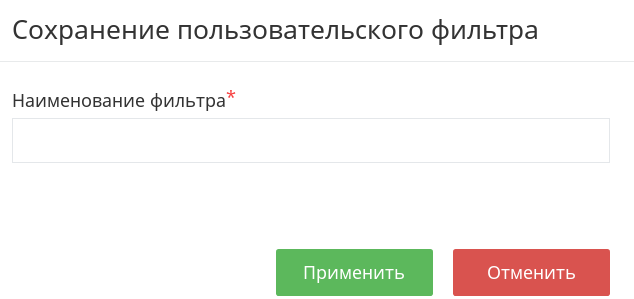 Сохранение пользовательского фильтра
Наименование фильтра*
Применить
Отменить